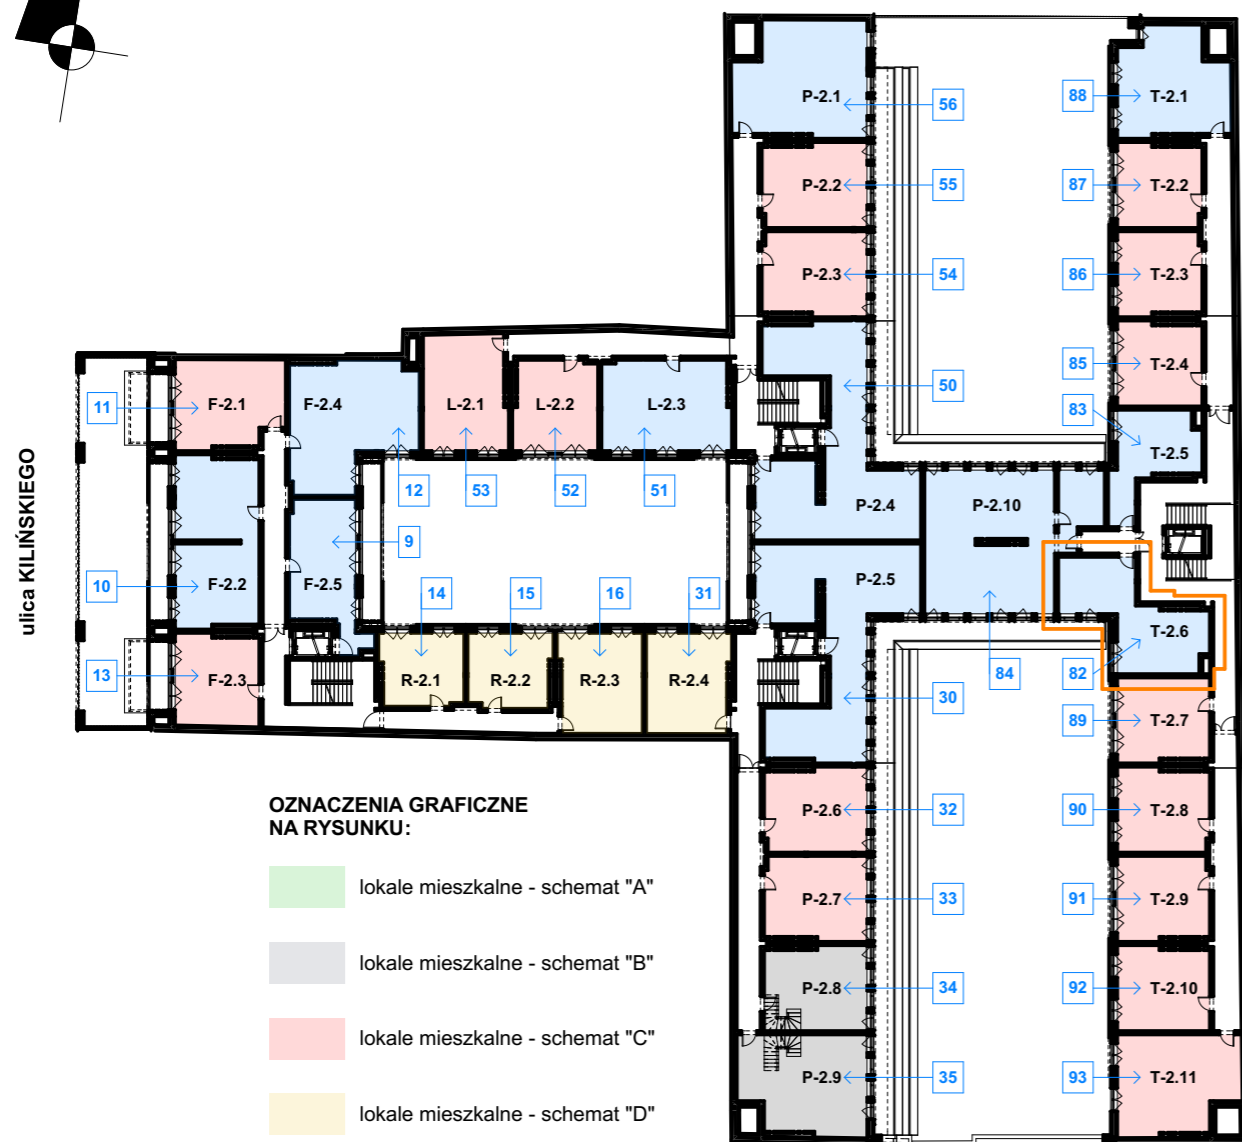 P-2.1
56
88
T-2.1
P-2.2
55
87
T-2.2
P-2.3
54
86
T-2.3
50
85
T-2.4
83
T-2.5
11
F-2.1
F-2.4
L-2.1
L-2.2
L-2.3
12
53
52
51
P-2.4
P-2.10
ulica KILIŃSKIEGO
9
10
F-2.2
F-2.5
P-2.5
14
15
16
31
T-2.6
13
F-2.3
R-2.1
R-2.2
R-2.3
R-2.4
30
84
82
89
T-2.7
OZNACZENIA GRAFICZNE
NA RYSUNKU:
P-2.6
32
90
T-2.8
lokale mieszkalne - schemat "A"
P-2.7
33
91
T-2.9
lokale mieszkalne - schemat "B"
P-2.8
34
92
T-2.10
lokale mieszkalne - schemat "C"
P-2.9
35
93
T-2.11
lokale mieszkalne - schemat "D"